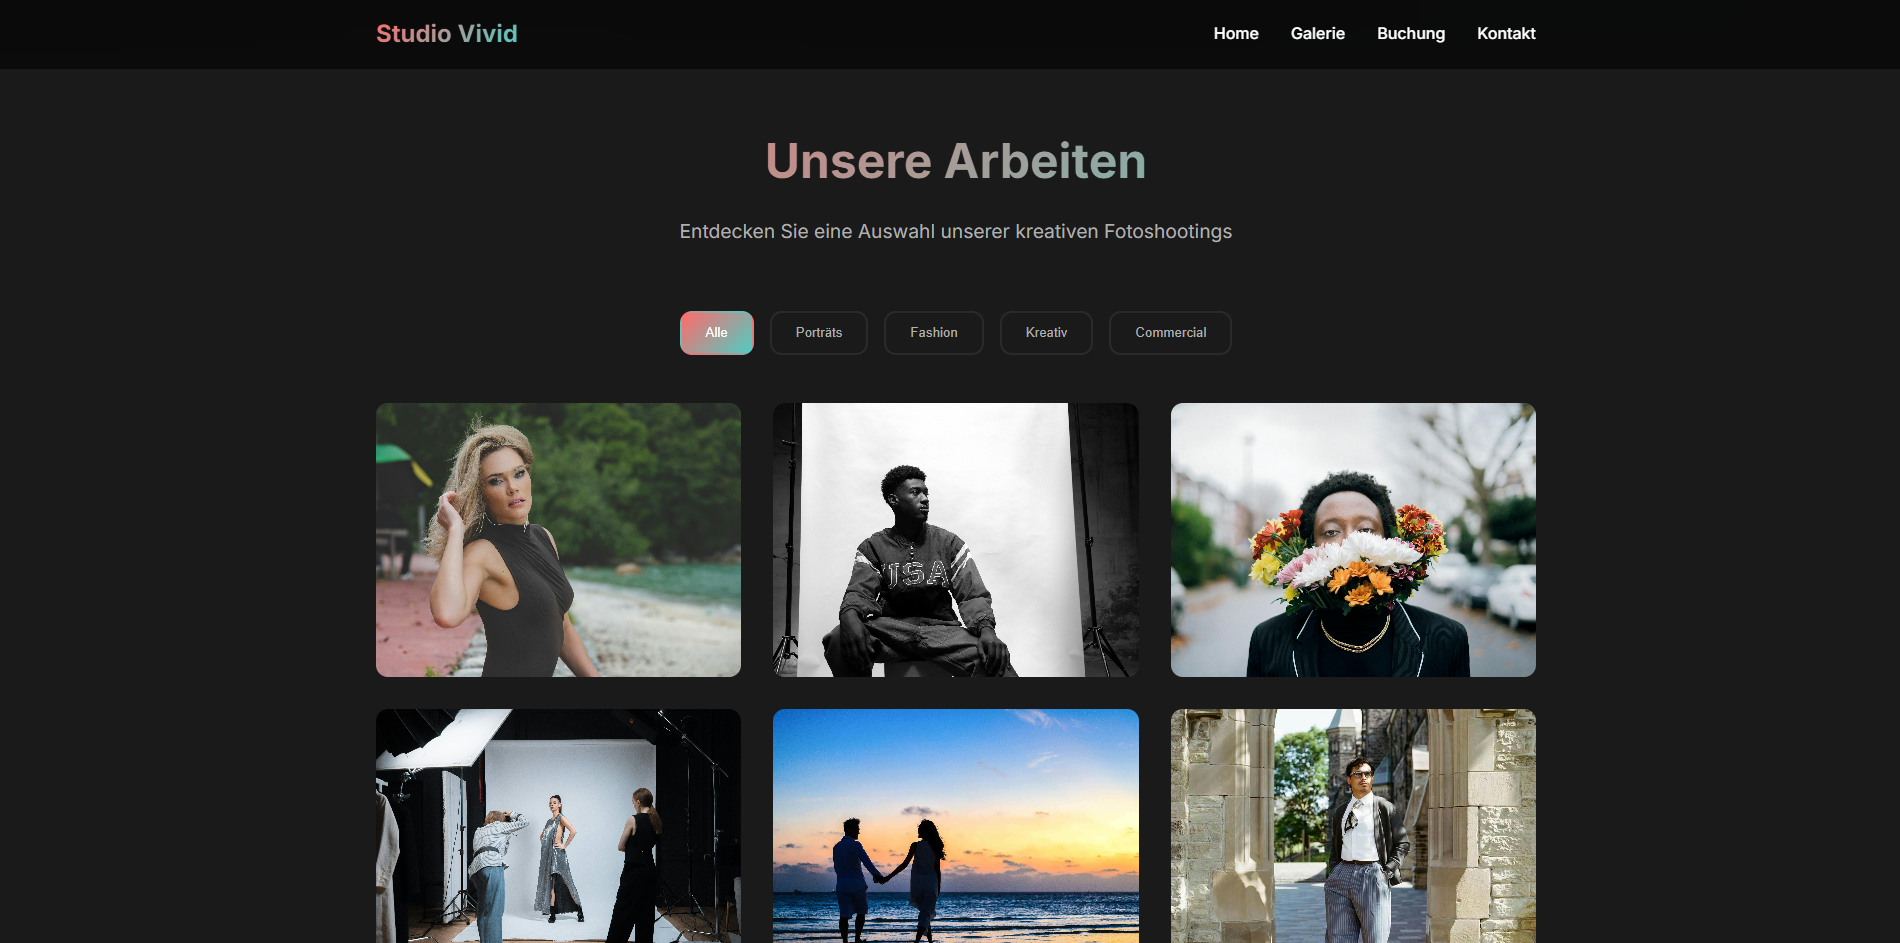 Studio Vivid
Home Galerie Buchung Kontakt
Unsere Arbeiten
Entdecken Sie eine Auswahl unserer kreativen Fotoshootings
Alle Porträts Fashion Kreativ Commercial
USA